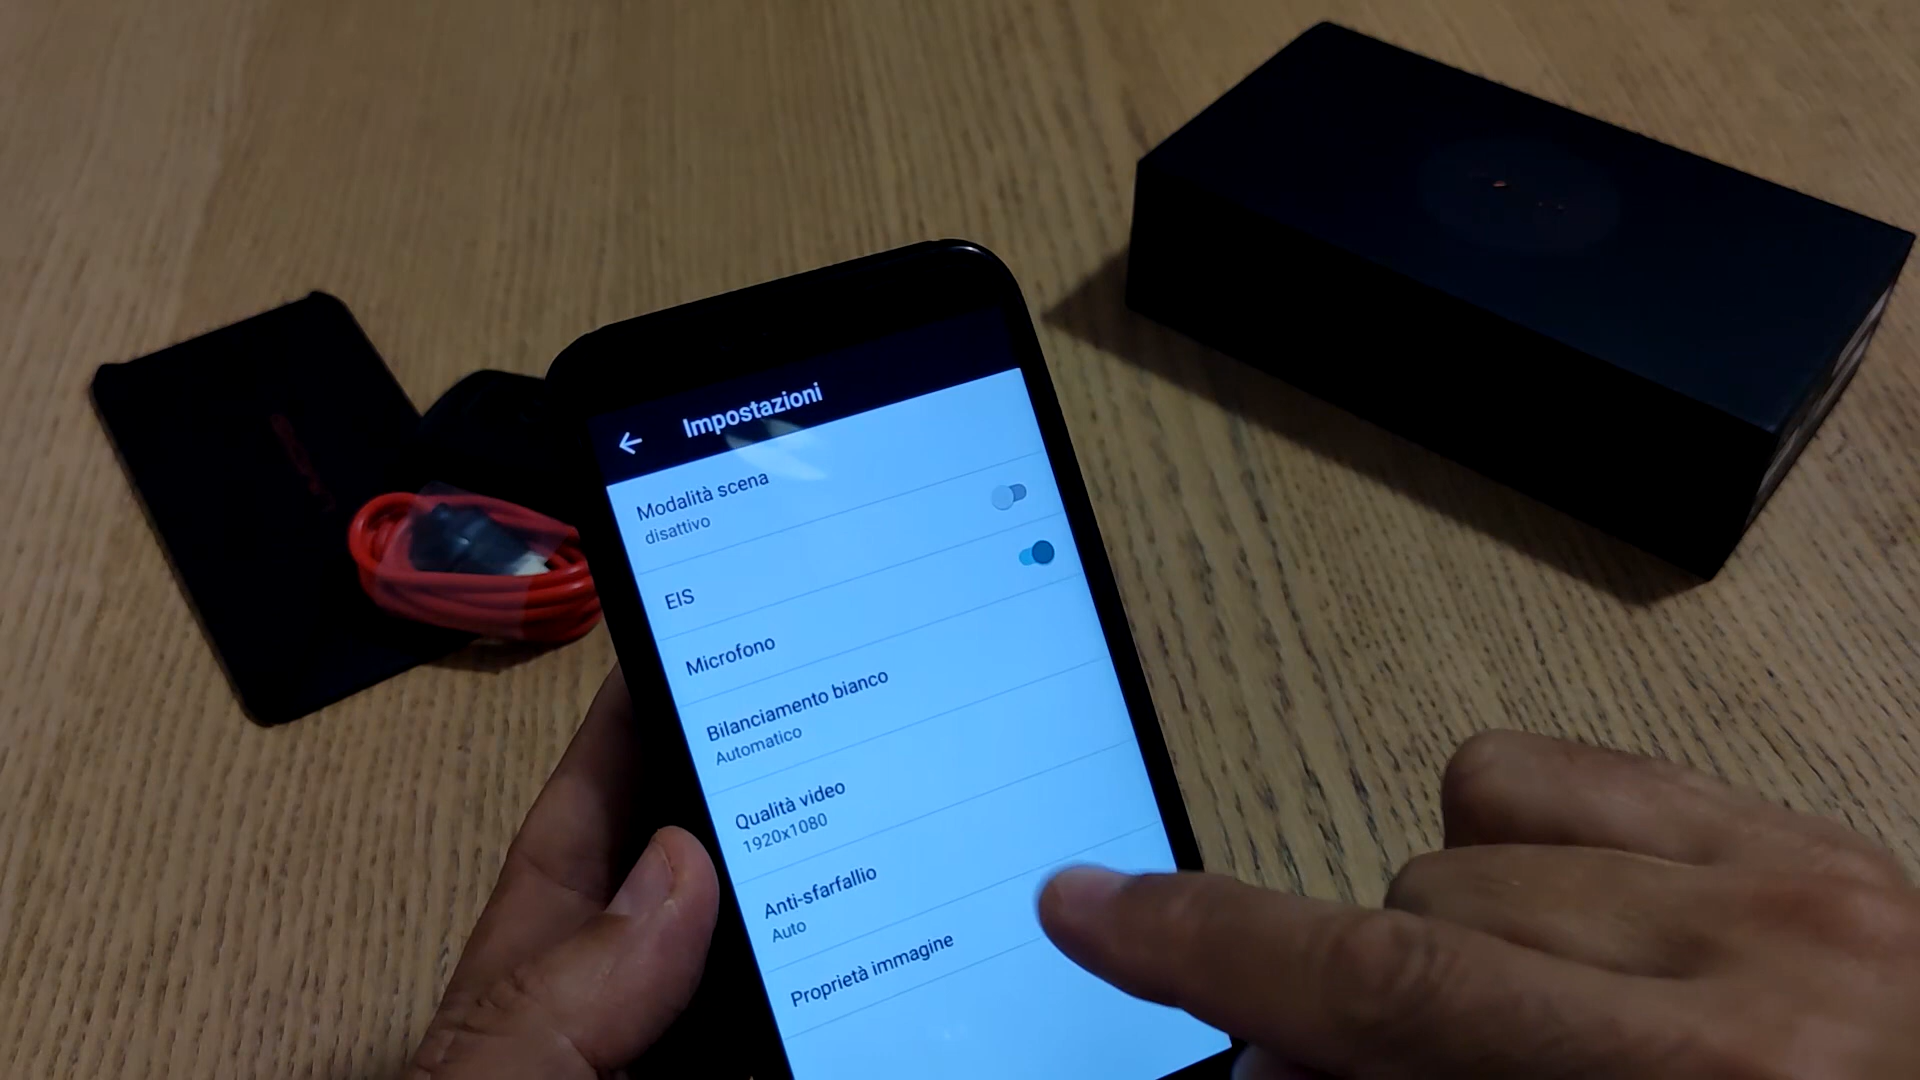 Impostazioni
Modalità scena
disattivo
EIS
Microfono
Bilanciamento bianco
Automatico
Qualità video
1920x1080
Anti-sfarfallio
Auto
Proprietà immagine